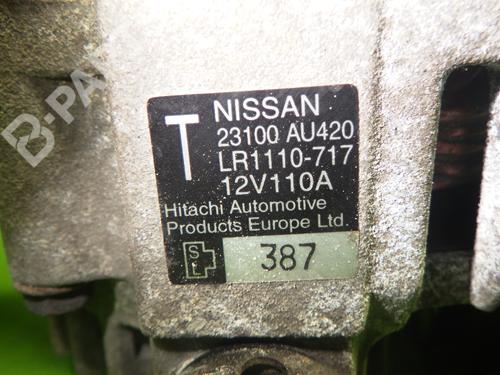 B-PA
T
NISSAN
23100 AU420
LR1110-717
12V110A
Hitachi Automotive
Products Europe Ltd.
387